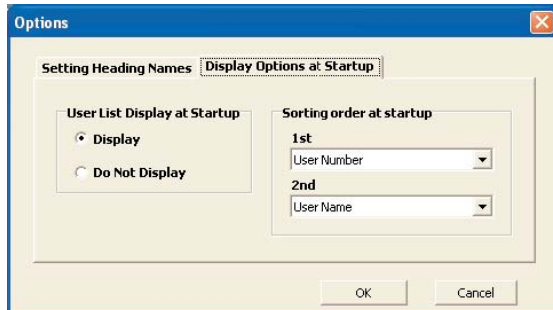 Options
Setting Heading Names Display Options at Startup
User List Display at Startup
Display
Do Not Display
Sorting order at startup
1st
User Number
2nd
User Name
OK Cancel